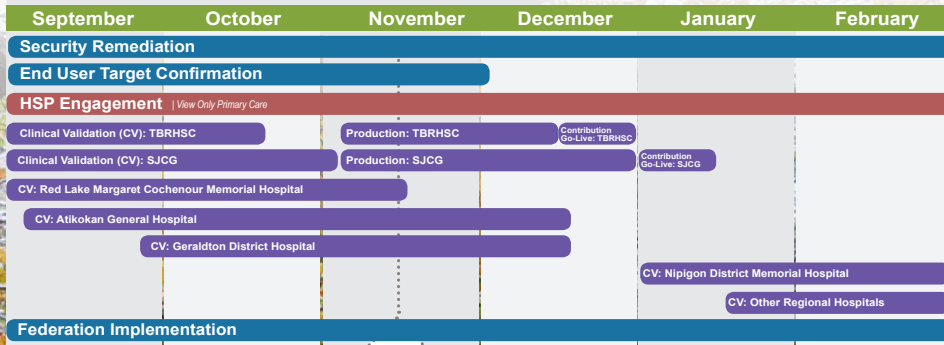 September October November December January February
Security Remediation
End User Target Confirmation
HSP Engagement | View Only Primary Care
Clinical Validation (CV): TBRHSC Production: TBRHSC Contribution
Go-Live: TBRHSC
Clinical Validation (CV): SJCG Production: SJCG Contribution
Go-Live: SJCG
CV: Red Lake Margaret Cochenour Memorial Hospital
CV: Atikokan General Hospital
CV: Geraldton District Hospital
CV: Nipigon District Memorial Hospital
CV: Other Regional Hospitals
Federation Implementation